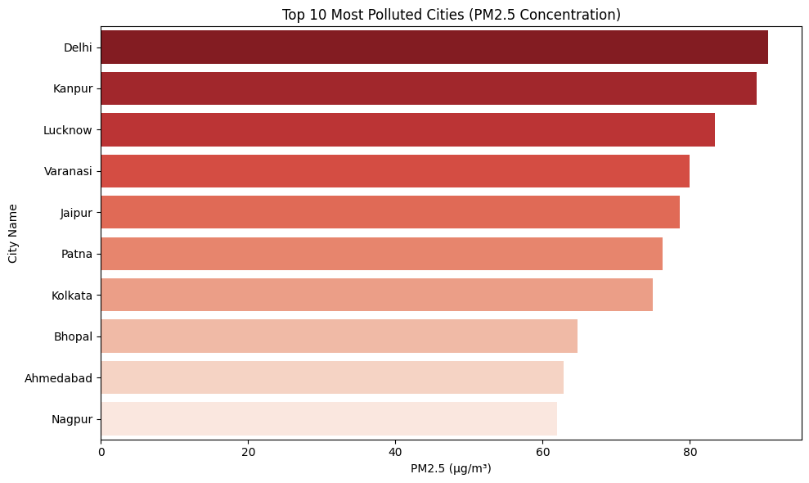 Top 10 Most Polluted Cities (PM2.5 Concentration)
City Name
Delhi
Kanpur
Lucknow
Varanasi
Jaipur
Patna
Kolkata
Bhopal
Ahmedabad
Nagpur
0 20 40 60 80
PM2.5 (µg/m³)